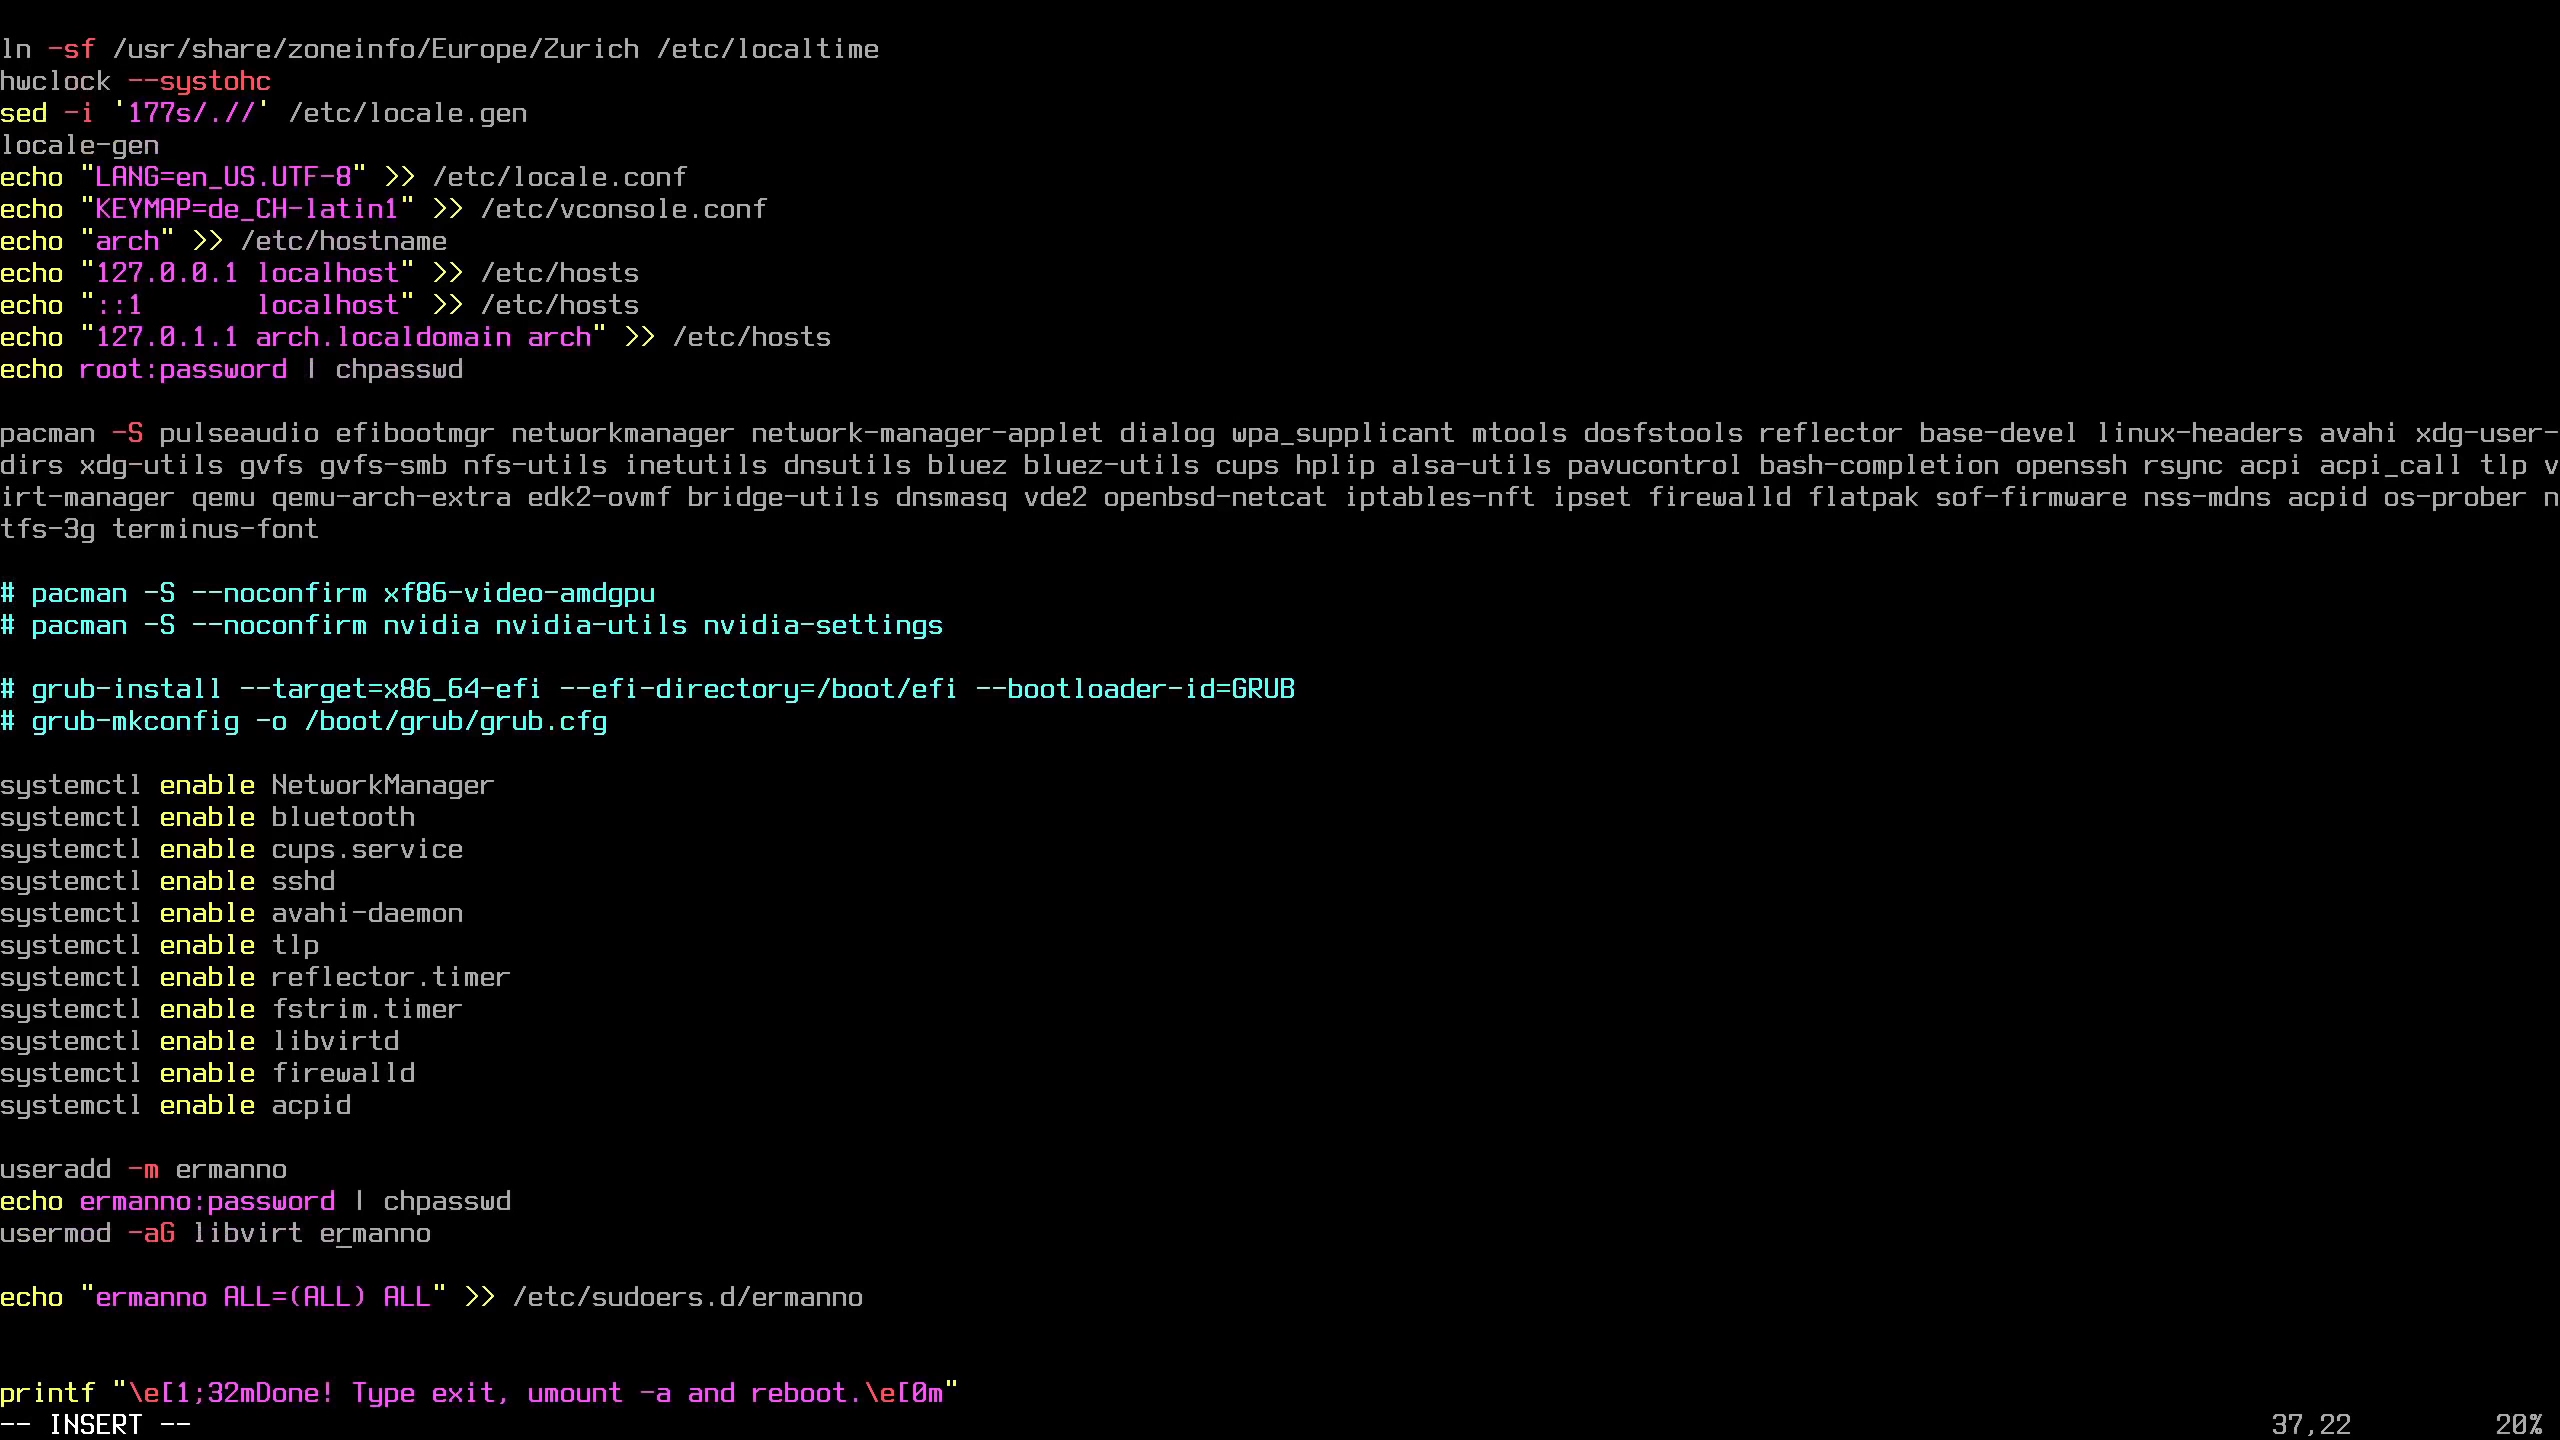 ln -sf /usr/share/zoneinfo/Europe/Zurich /etc/localtime
hwclock --systohc
sed -i '177s/.//' /etc/locale.gen
locale-gen
echo "LANG=en_US.UTF-8" >> /etc/locale.conf
echo "KEYMAP=de_CH-latin1" >> /etc/vconsole.conf
echo "arch" >> /etc/hostname
echo "127.0.0.1 localhost" >> /etc/hosts
echo "::1       localhost" >> /etc/hosts
echo "127.0.1.1 arch.localdomain arch" >> /etc/hosts
echo root:password | chpasswd
pacman -S pulseaudio efibootmgr networkmanager network-manager-applet dialog wpa_supplicant mtools dosfstools reflector base-devel linux-headers avahi xdg-user-
dirs xdg-utils gvfs gvfs-smb nfs-utils inetutils dnsutils bluez bluez-utils cups hplip alsa-utils pavucontrol bash-completion openssh rsync acpi acpi_call tlp v
irt-manager qemu qemu-arch-extra edk2-ovmf bridge-utils dnsmasq vde2 openbsd-netcat iptables-nft ipset firewalld flatpak sof-firmware nss-mdns acpid os-prober n
tfs-3g terminus-font
# pacman -S --noconfirm xf86-video-amdgpu
# pacman -S --noconfirm nvidia nvidia-utils nvidia-settings
# grub-install --target=x86_64-efi --efi-directory=/boot/efi --bootloader-id=GRUB
# grub-mkconfig -o /boot/grub/grub.cfg
systemctl enable NetworkManager
systemctl enable bluetooth
systemctl enable cups.service
systemctl enable sshd
systemctl enable avahi-daemon
systemctl enable tlp
systemctl enable reflector.timer
systemctl enable fstrim.timer
systemctl enable libvirtd
systemctl enable firewalld
systemctl enable acpid
useradd -m ermanno
echo ermanno:password | chpasswd
usermod -aG libvirt ermanno
echo "ermanno ALL=(ALL) ALL" >> /etc/sudoers.d/ermanno
printf "\e[1;32mDone! Type exit, umount -a and reboot.\e[0m"
-- INSERT -- 37,22 20%